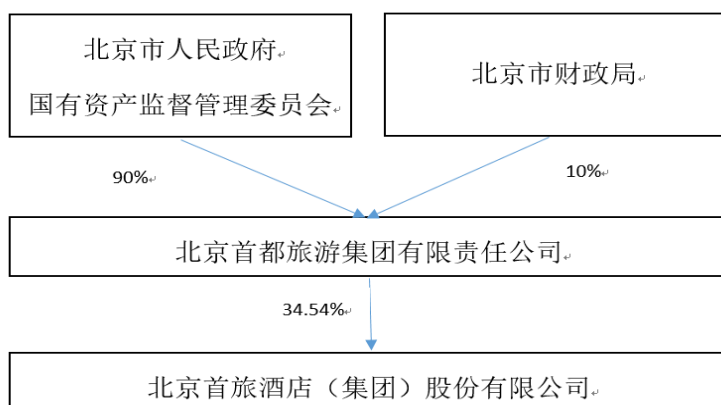 北京市人民政府
国有资产监督管理委员会
北京市财政局
90%
10%
北京首都旅游集团有限责任公司
34.54%
北京首旅酒店（集团）股份有限公司